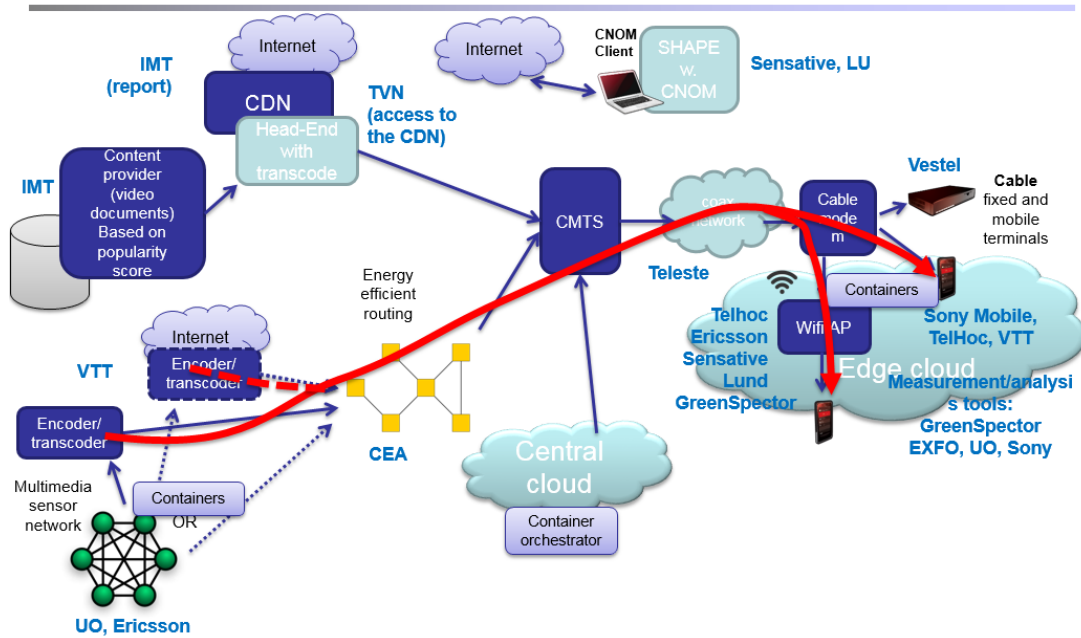 Internet
IMT
(report)
CDN
Head-End
with
transcode
TVN
(access to
the CDN)
Internet
CNOM
Client
SHAPE
w.
CNOM
Sensative, LU
IMT
Content
provider
(video
documents)
Based on
popularity
score
CMTS
coax
network
Teleste
Cable
mode
m
Vestel
Cable
fixed and
mobile
terminals
Energy
efficient
routing
Containers
Telhoc
Ericsson
Sensative
Lund
GreenSpector
Wifi AP
Sony Mobile,
TelHoc, VTT
Edge cloud
Measurement/analysi
s tools:
GreenSpector
EXFO, UO, Sony
Internet
VTT
Encoder/
transcoder
Encoder/
transcoder
CEA
Central
cloud
Container
orchestrator
Multimedia
sensor
network
Containers
OR
UO, Ericsson